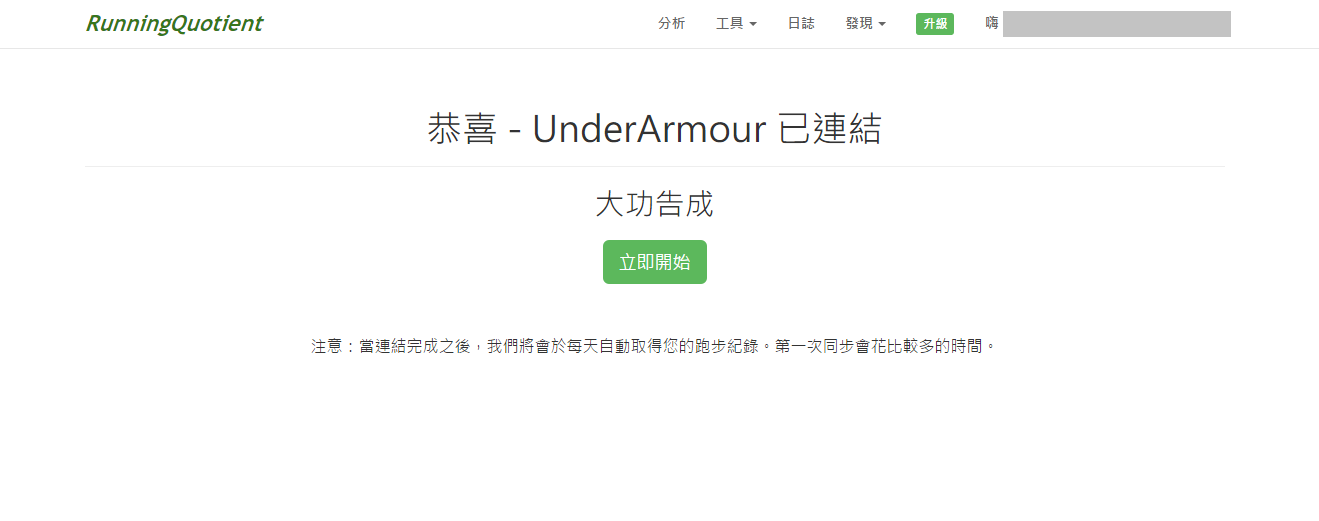 RunningQuotient 分析 工具 日誌 發現 升級 嗨
恭喜 - UnderArmour 已連結
大功告成
立即開始
注意：當連結完成之後，我們將會於每天自動取得您的跑步紀錄。第一次同步會花比較多的時間。